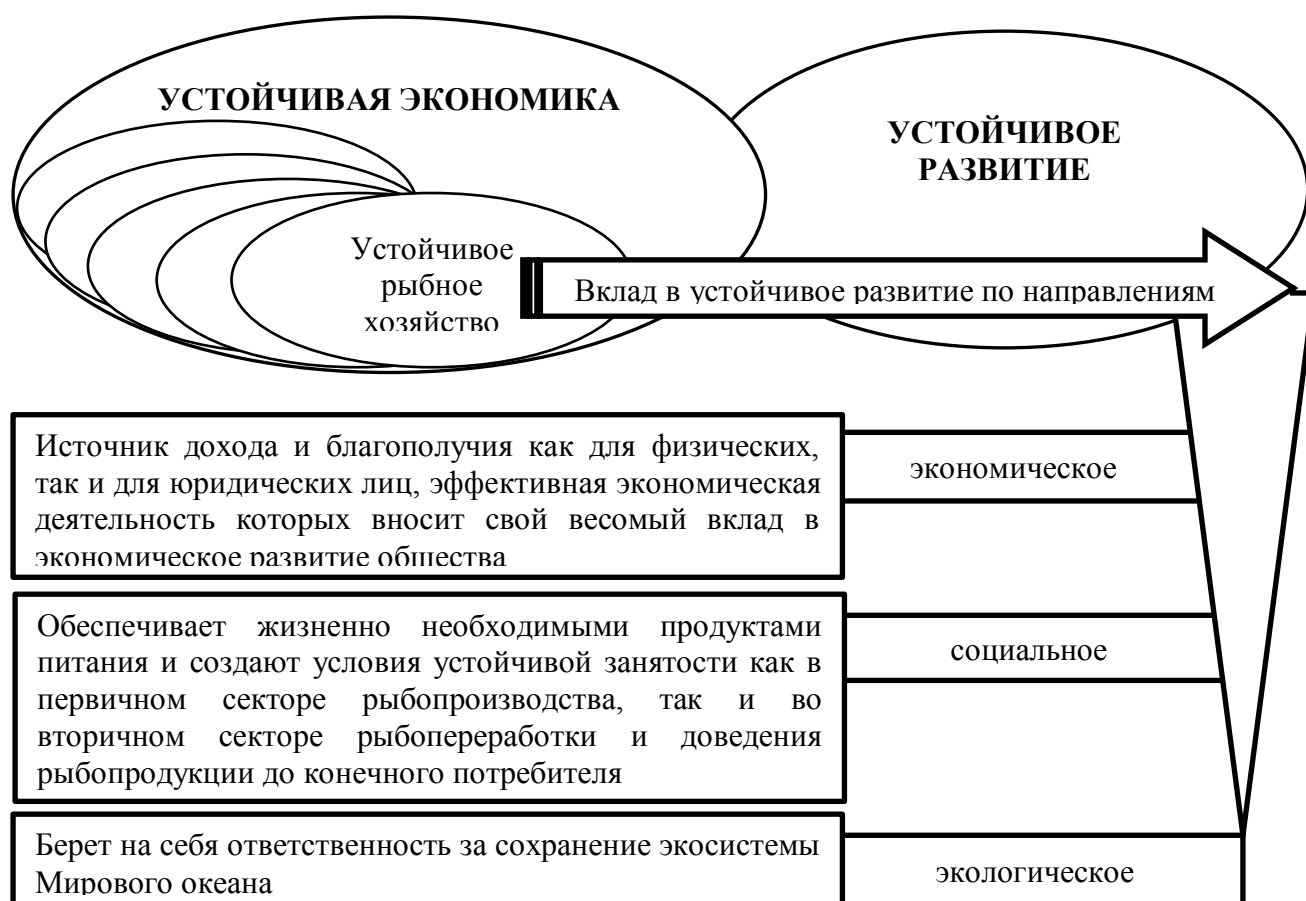 УСТОЙЧИВАЯ ЭКОНОМИКА
УСТОЙЧИВОЕ
РАЗВИТИЕ
Устойчивое
рыбное
хозяйство
Вклад в устойчивое развитие по направлениям
Источник дохода и благополучия как для физических,
так и для юридических лиц, эффективная экономическая
деятельность которых вносит свой весомый вклад в
экономическое развитие общества
экономическое
Обеспечивает жизненно необходимыми продуктами
питания и создают условия устойчивой занятости как в
первичном секторе рыбопроизводства, так и во
вторичном секторе рыбопереработки и доведения
рыбопродукции до конечного потребителя
социальное
Берет на себя ответственность за сохранение экосистемы
Мирового океана
экологическое